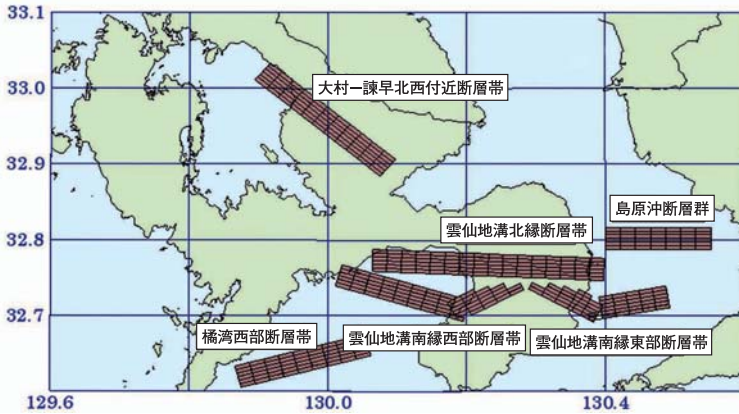 33.1
33.0
大村ー諫早北西付近断層帯
32.9
島原沖断層群
32.8
雲仙地溝北縁断層帯
32.7
橘湾西部断層帯
雲仙地溝南縁西部断層帯
雲仙地溝南縁東部断層帯
129.6
130.0
130.4